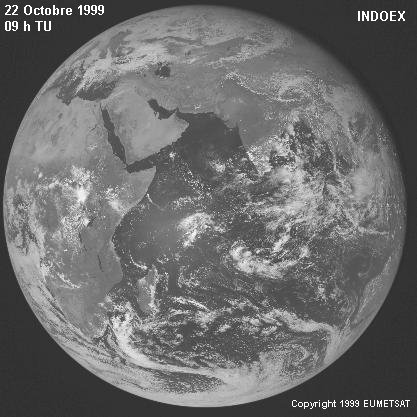 22 Octobre 1999
09 h TU
INDOEX
Copyright 1999 EUMETSAT